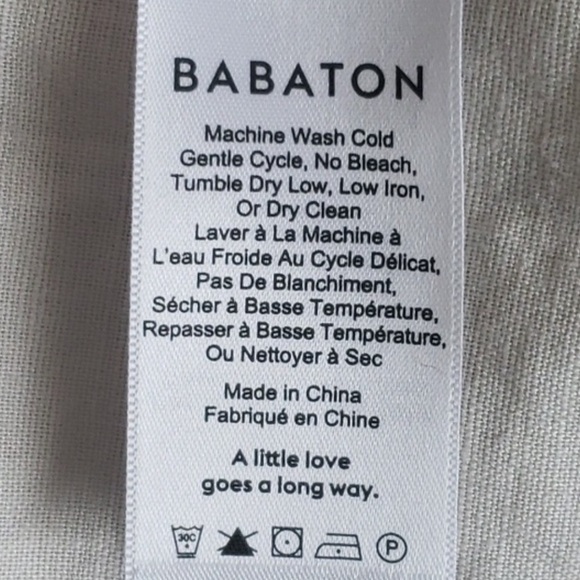 BABATON
Machine Wash Cold
Gentle Cycle, No Bleach,
Tumble Dry Low, Low Iron,
Or Dry Clean
Laver à La Machine à
L'eau Froide Au Cycle Délicat,
Pas De Blanchiment,
Sécher à Basse Température,
Repasser à Basse Température,
Ou Nettoyer à Sec
Made in China
Fabriqué en Chine
A little love
goes a long way.
30C P